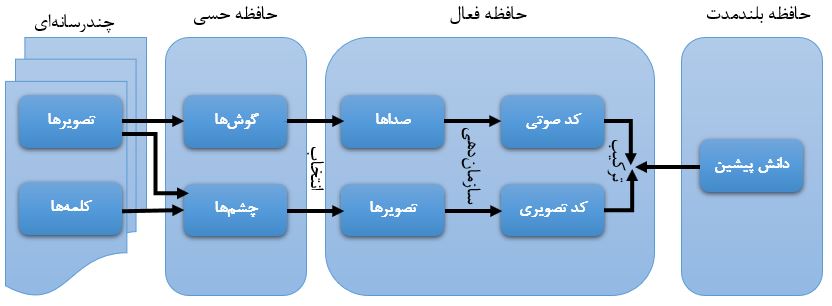 چندرسانه‌ای
حافظه حسی
حافظه فعال
حافظه بلندمدت
تصویرها
گوش‌ها
صداها
کد صوتی
انتخاب
سازمان‌دهی
ترکیب
دانش پیشین
کلمه‌ها
چشم‌ها
تصویرها
کد تصویری